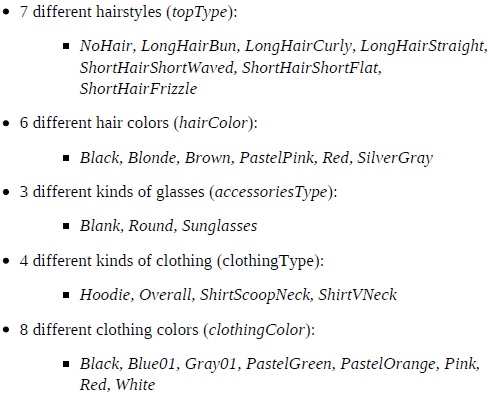 • 7 different hairstyles (topType):
▪ NoHair, LongHairBun, LongHairCurly, LongHairStraight,
ShortHairShortWaved, ShortHairShortFlat,
ShortHairFrizzle
• 6 different hair colors (hairColor):
▪ Black, Blonde, Brown, PastelPink, Red, SilverGray
• 3 different kinds of glasses (accessoriesType):
▪ Blank, Round, Sunglasses
• 4 different kinds of clothing (clothingType):
▪ Hoodie, Overall, ShirtScoopNeck, ShirtVNeck
• 8 different clothing colors (clothingColor):
▪ Black, Blue01, Gray01, PastelGreen, PastelOrange, Pink,
Red, White